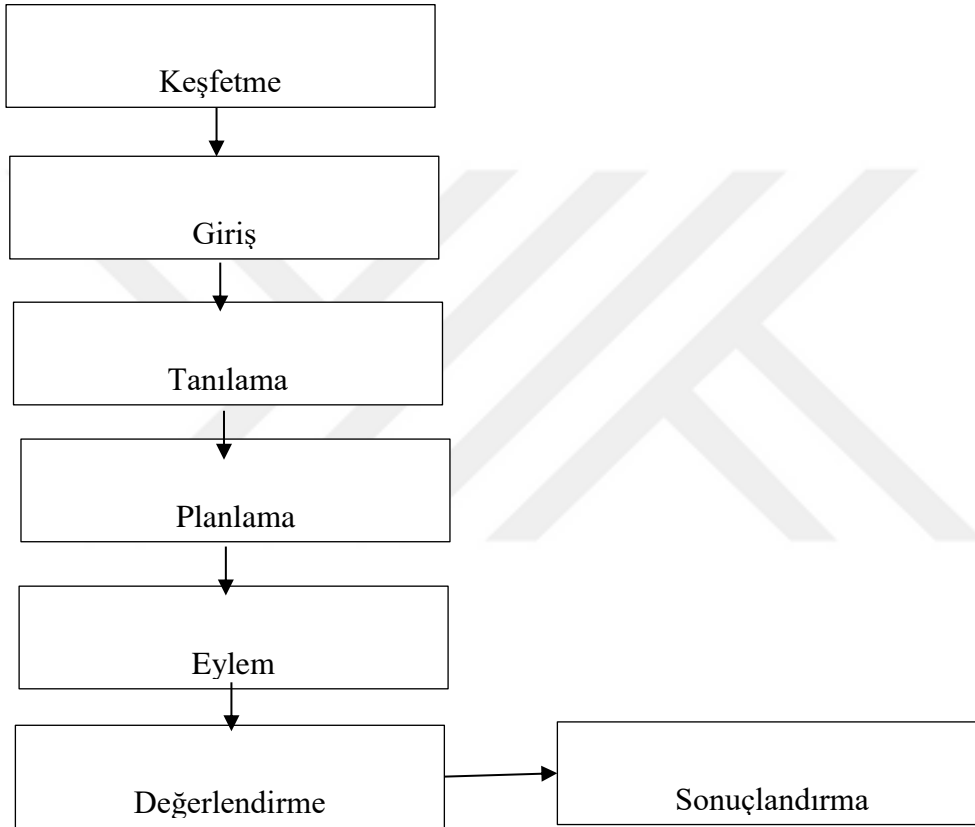 Keşfetme
Giriş
Tanılama
Planlama
Eylem
Değerlendirme
Sonuçlandırma